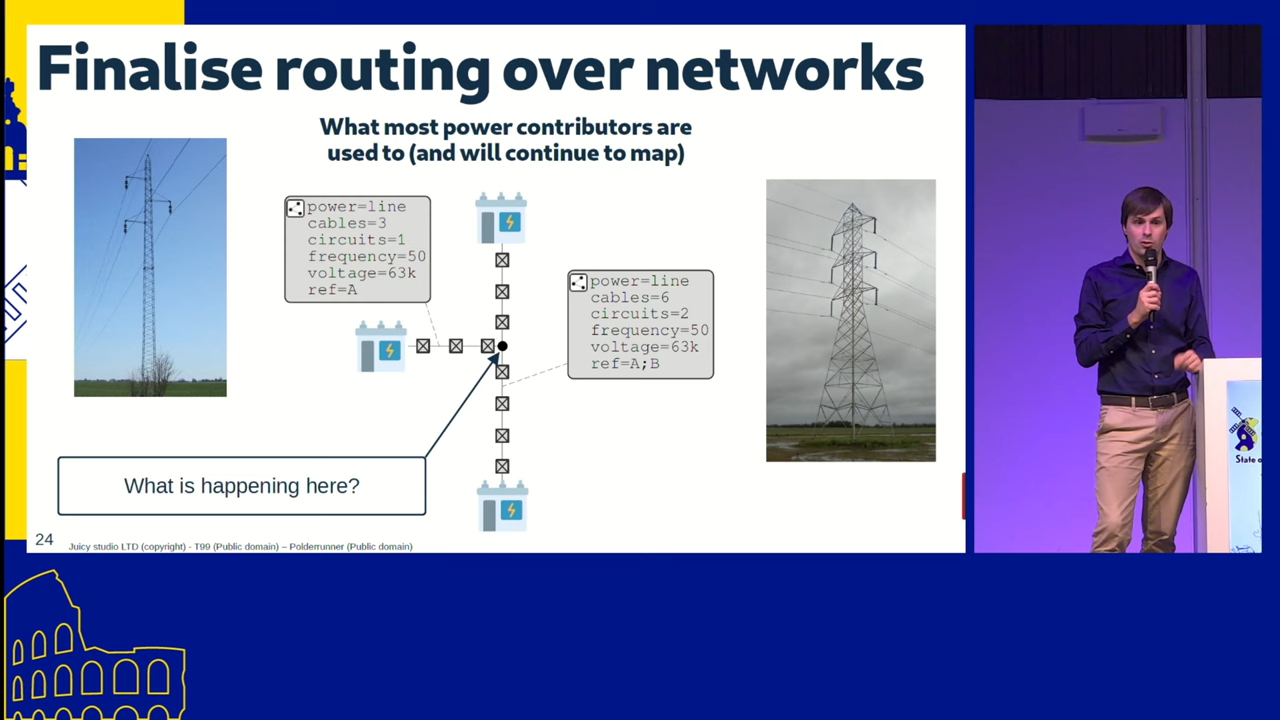 Finalise routing over networks
What most power contributors are
used to (and will continue to map)
power=line
cables=3
circuits=1
frequency=50
voltage=63k
ref=A
power=line
cables=6
circuits=2
frequency=50
voltage=63k
ref=A;B
What is happening here?
24
Juicy studio LTD (copyright) - T99 (Public domain) – Polderrunner (Public domain)
State o